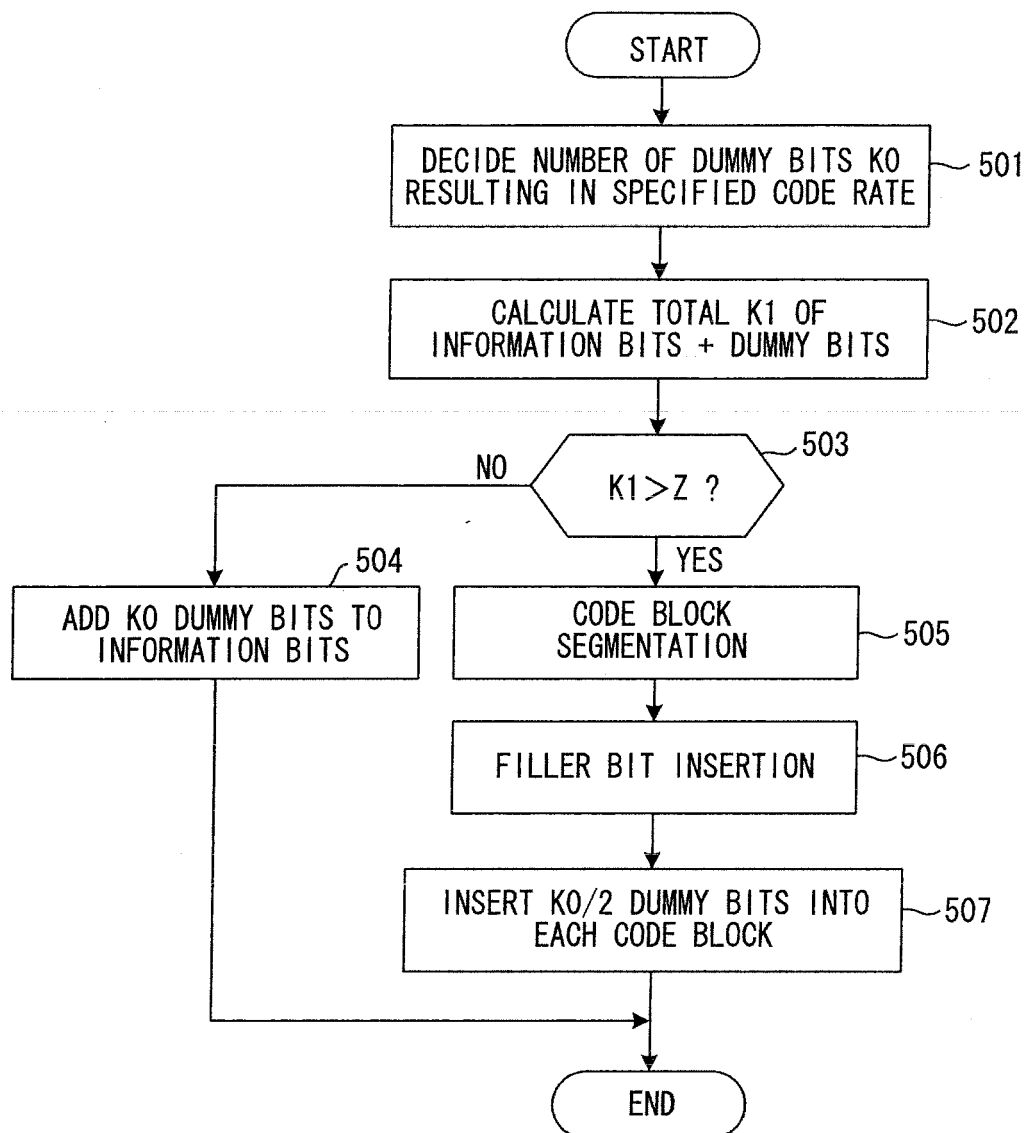 START
DECIDE NUMBER OF DUMMY BITS K0
RESULTING IN SPECIFIED CODE RATE
501
CALCULATE TOTAL K1 OF
INFORMATION BITS + DUMMY BITS
502
503
K1>Z ?
NO
YES
504
ADD K0 DUMMY BITS TO
INFORMATION BITS
CODE BLOCK
SEGMENTATION
505
FILLER BIT INSERTION
506
INSERT K0/2 DUMMY BITS INTO
EACH CODE BLOCK
507
END